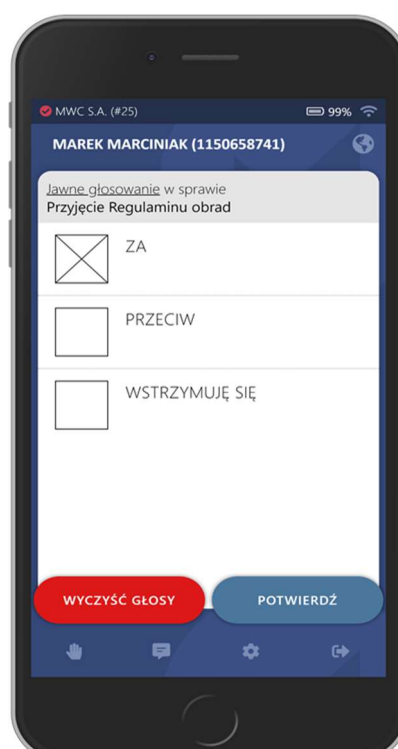 MWC S.A. (#25) 99%
MAREK MARCINIAK (1150658741)
Jawne głosowanie w sprawie
Przyjęcie Regulaminu obrad
ZA
PRZECIW
WSTRZYMUJĘ SIĘ
WYCZYŚĆ GŁOSY POTWIERDŹ